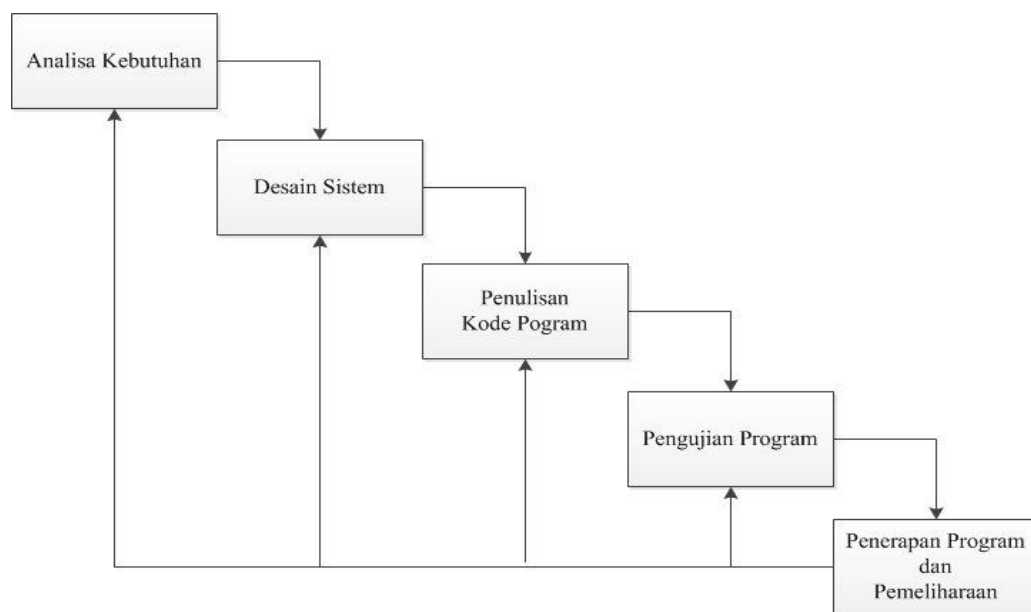 Analisa Kebutuhan
Desain Sistem
Penulisan
Kode Pogram
Pengujian Program
Penerapan Program
dan
Pemeliharaan